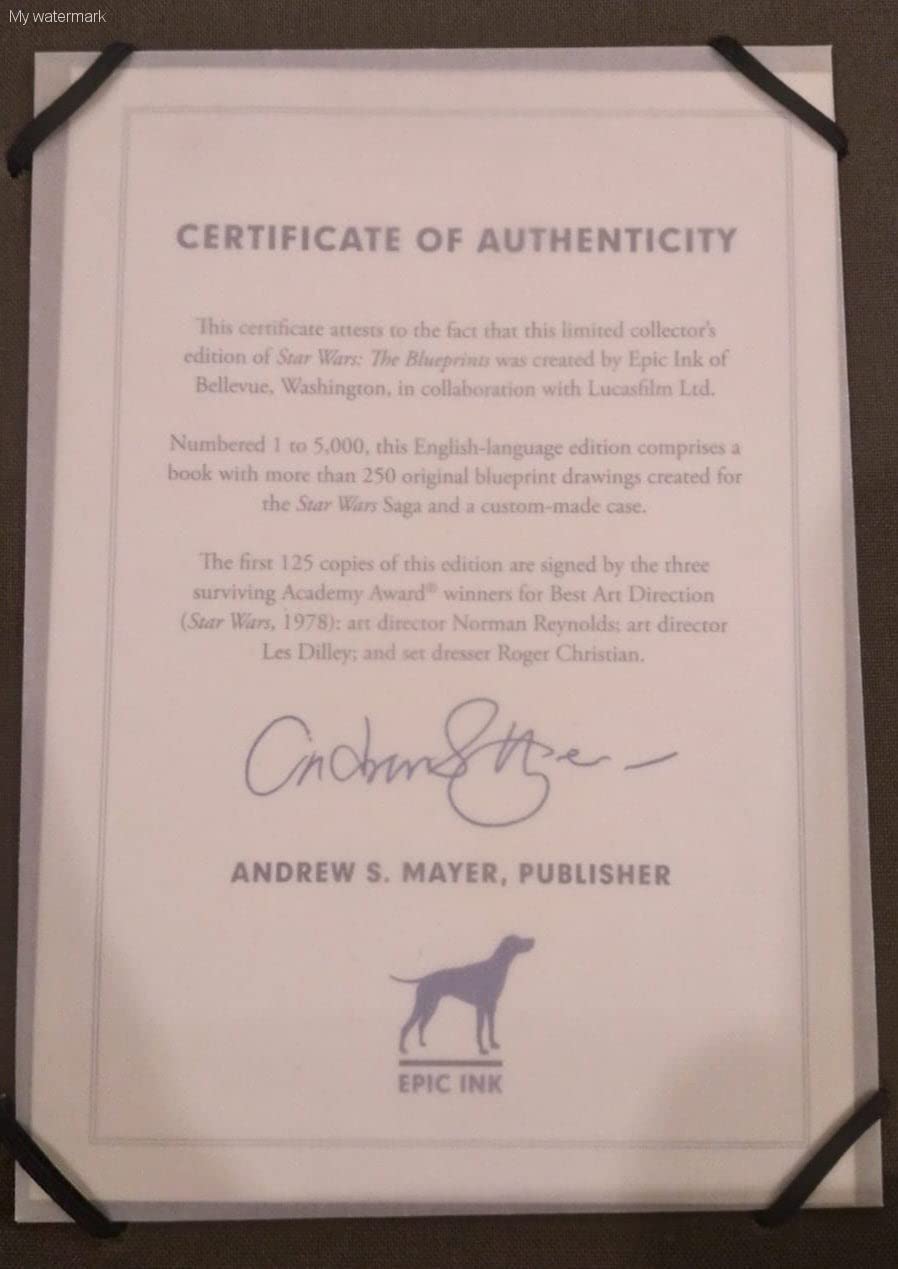 My watermark
CERTIFICATE OF AUTHENTICITY
This certificate attests to the fact that this limited collector's
edition of Star Wars: The Blueprints was created by Epic Ink of
Bellevue, Washington, in collaboration with Lucasfilm Ltd.
Numbered 1 to 5,000, this English-language edition comprises a
book with more than 250 original blueprint drawings created for
the Star Wars Saga and a custom-made case.
The first 125 copies of this edition are signed by the three
surviving Academy Award® winners for Best Art Direction
(Star Wars, 1978): art director Norman Reynolds; art director
Les Dilley; and set dresser Roger Christian.
Andrew S Mayer
ANDREW S. MAYER, PUBLISHER
EPIC INK